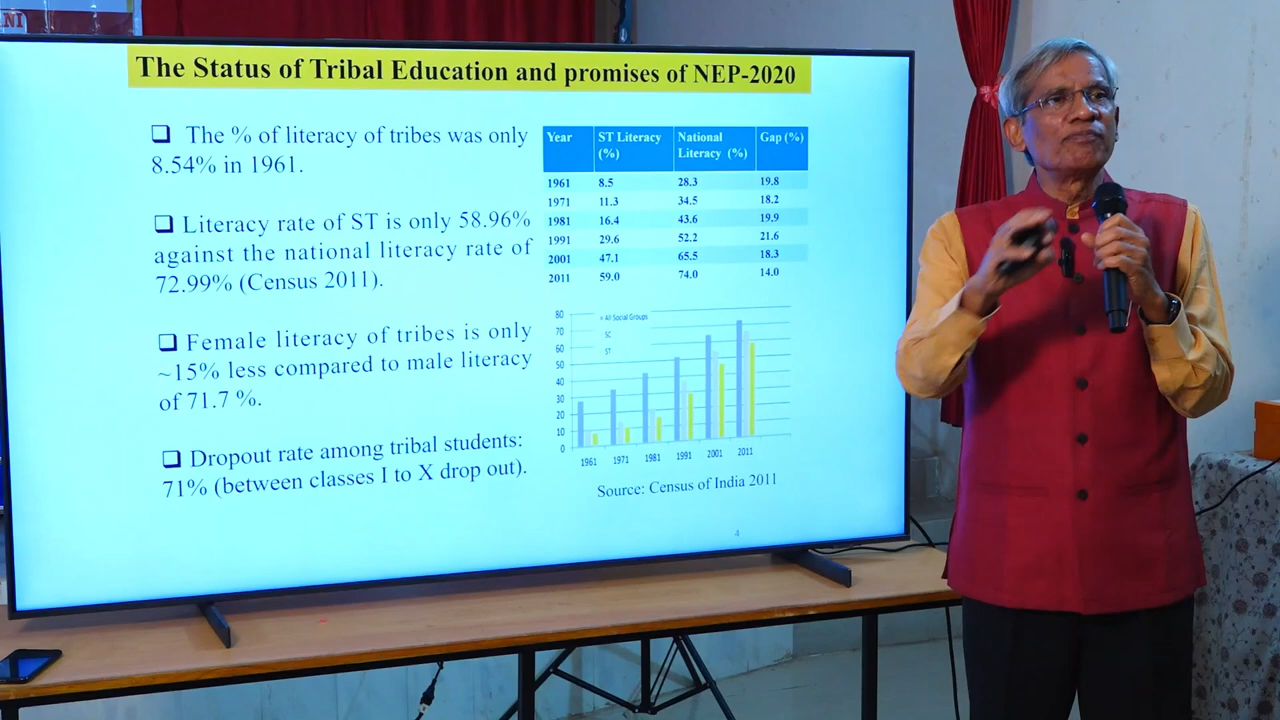 NI
The Status of Tribal Education and promises of NEP-2020
❑ The % of literacy of tribes was only
8.54% in 1961.
❑ Literacy rate of ST is only 58.96%
against the national literacy rate of
72.99% (Census 2011).
❑ Female literacy of tribes is only
~15% less compared to male literacy
of 71.7 %.
❑ Dropout rate among tribal students:
71% (between classes I to X drop out).
Year ST Literacy National Gap (%)
(%) Literacy (%)
1961 8.5 28.3 19.8
1971 11.3 34.5 18.2
1981 16.4 43.6 19.9
1991 29.6 52.2 21.6
2001 47.1 65.5 18.3
2011 59.0 74.0 14.0
80
70
60
50
40
30
20
10
0
All Social Groups
SC
ST
1961 1971 1981 1991 2001 2011
Source: Census of India 2011
4